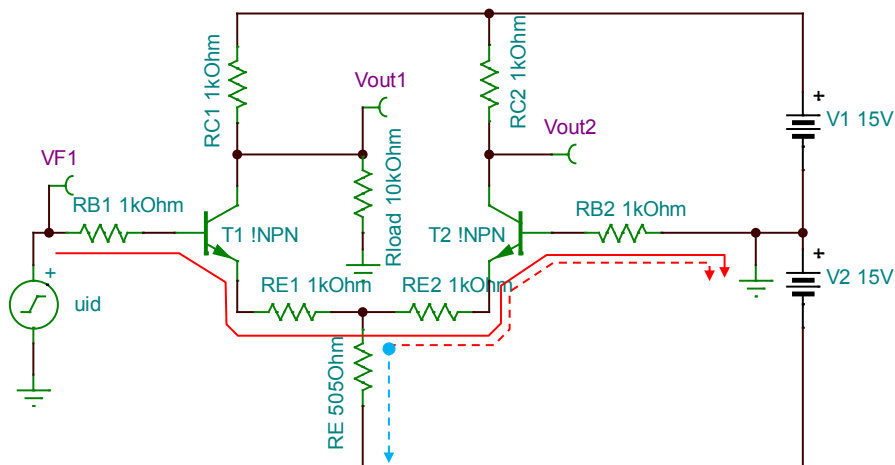 RC1 1kOhm
Vout1
RC2 1kOhm
Vout2
+
V1 15V
VF1
RB1 1kOhm
T1 !NPN
Rload 10kOhm
T2 !NPN
RB2 1kOhm
+
uid
RE1 1kOhm
RE2 1kOhm
+
V2 15V
RE 505Ohm